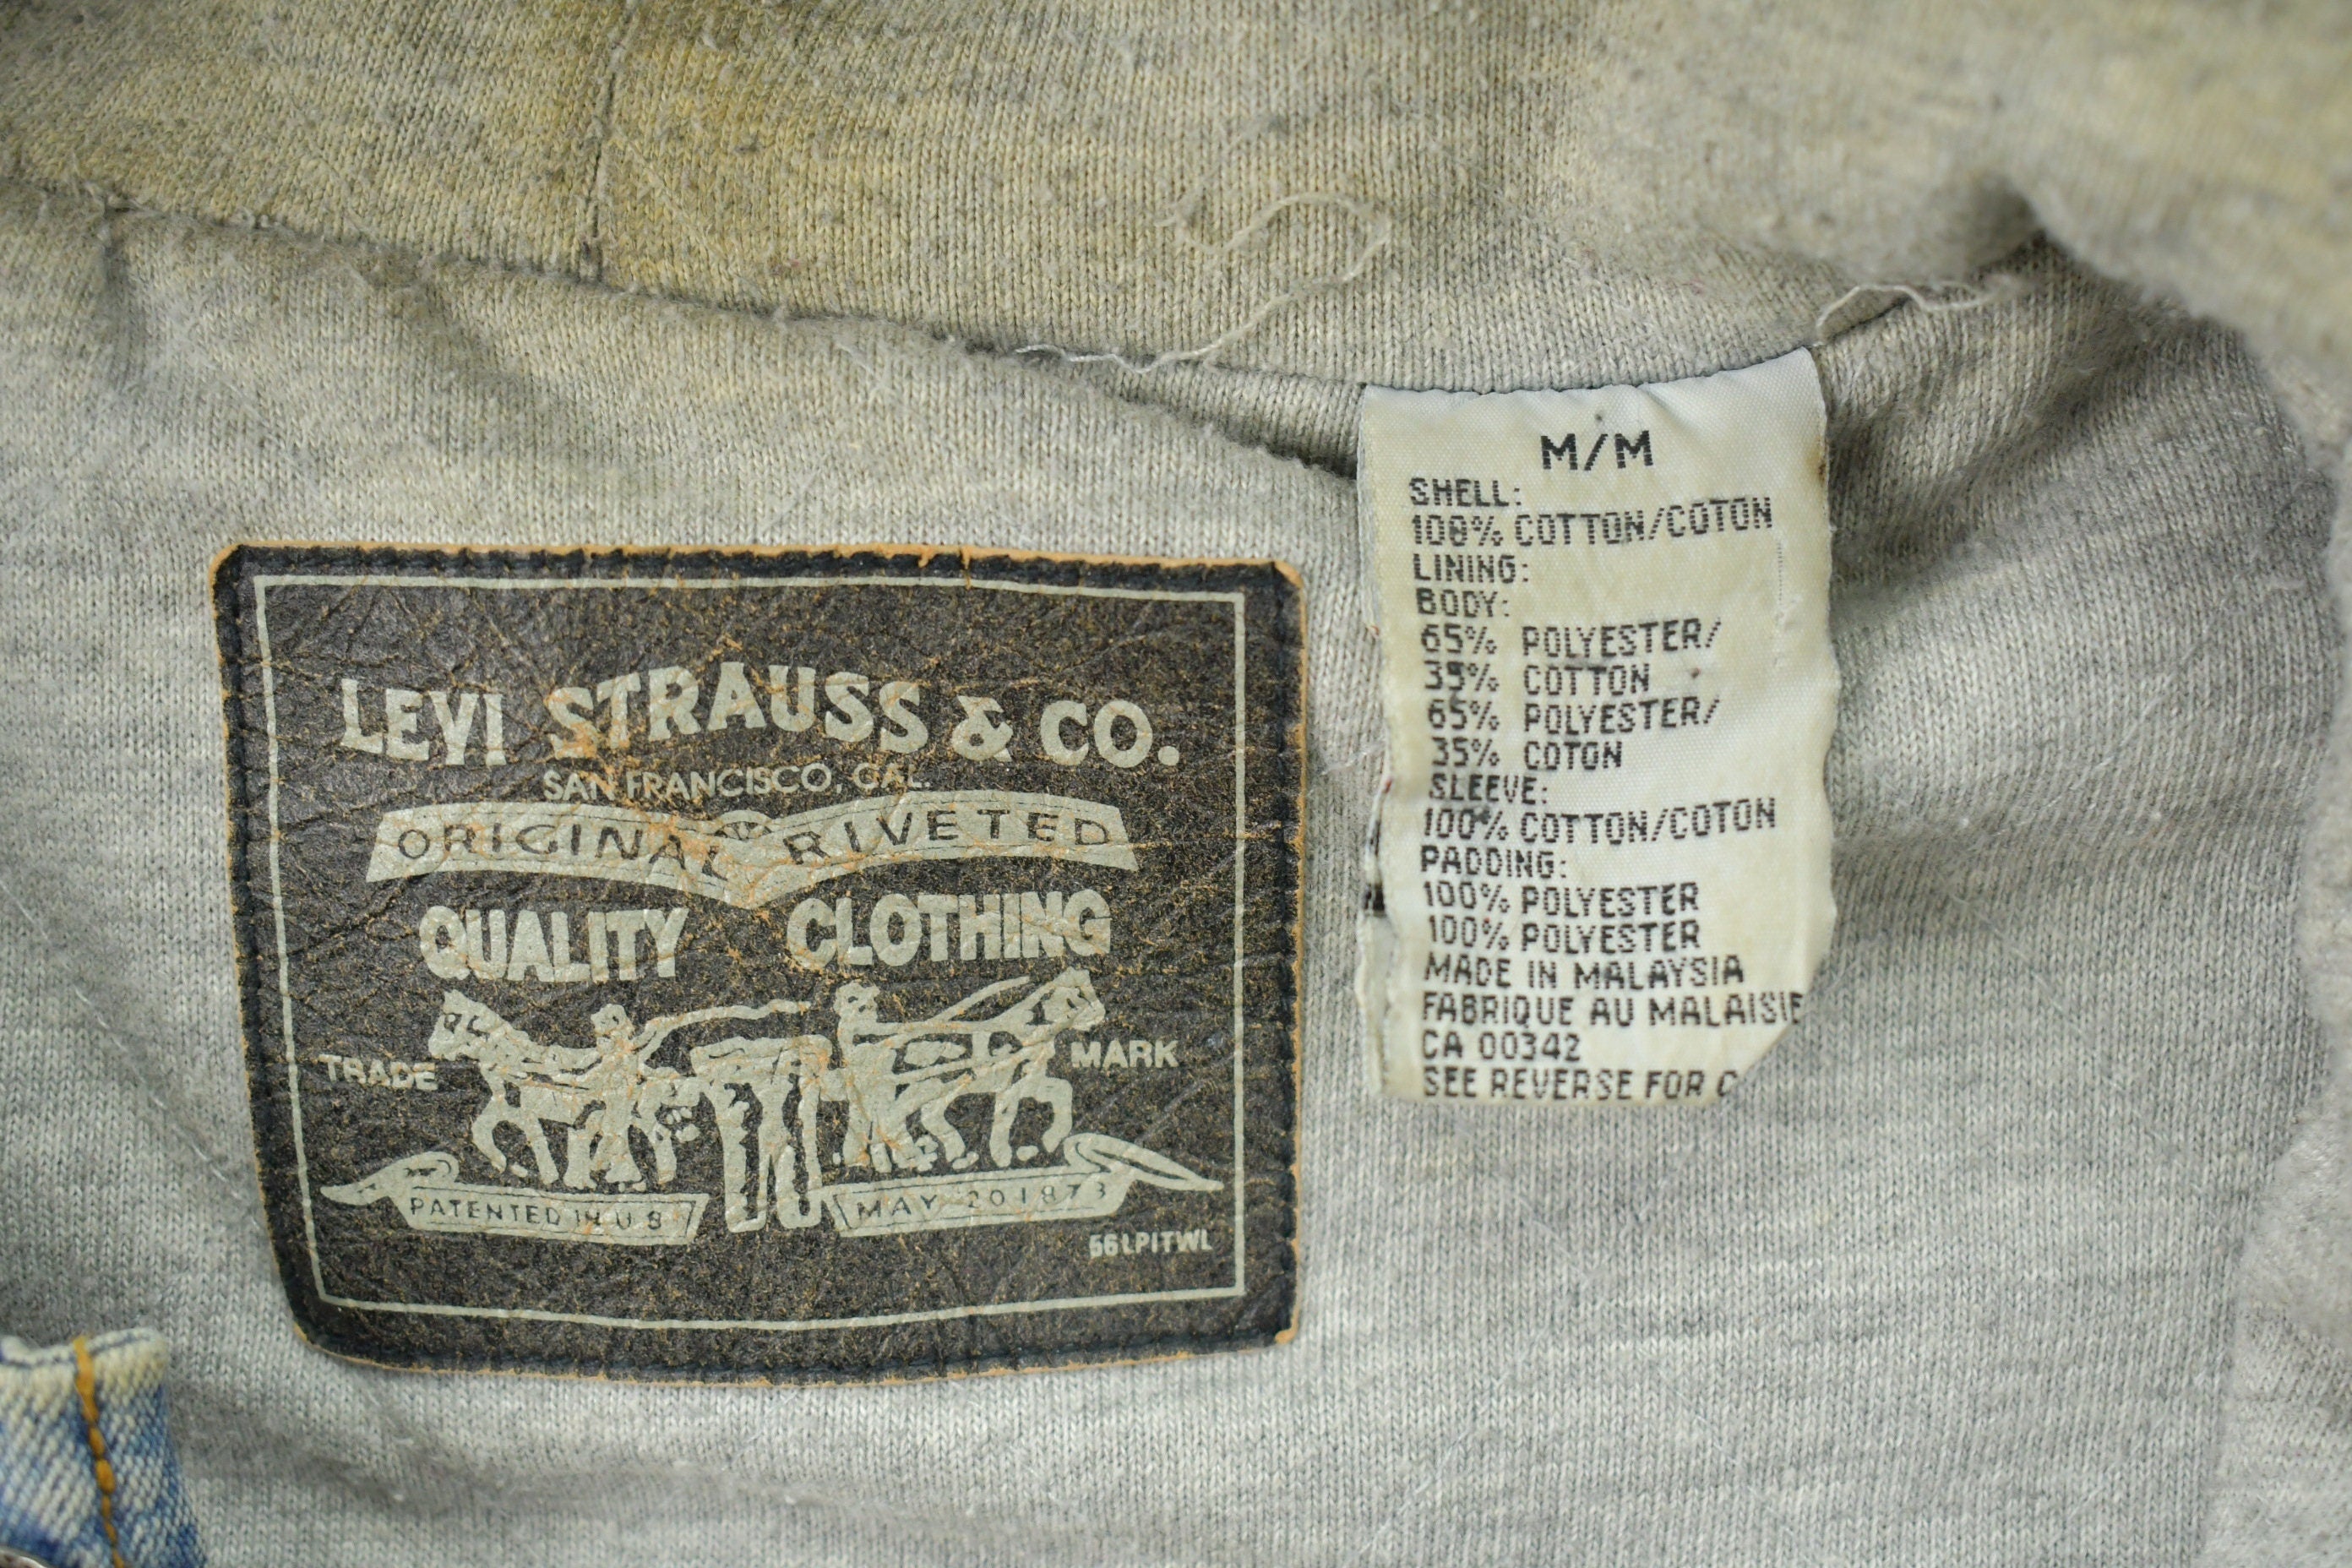 LEVI STRAUSS & CO.
SAN FRANCISCO, CAL.
ORIGINAL RIVETED
QUALITY CLOTHING
TRADE MARK
PATENTED IN U S MAY 20 1873
M/M
SHELL:
100% COTTON/COTON
LINING:
BODY:
65% POLYESTER/
35% COTTON
65% POLYESTER/
35% COTON
SLEEVE:
100% COTTON/COTON
PADDING:
100% POLYESTER
100% POLYESTER
MADE IN MALAYSIA
FABRIQUE AU MALAISIE
CA 00342
SEE REVERSE FOR C